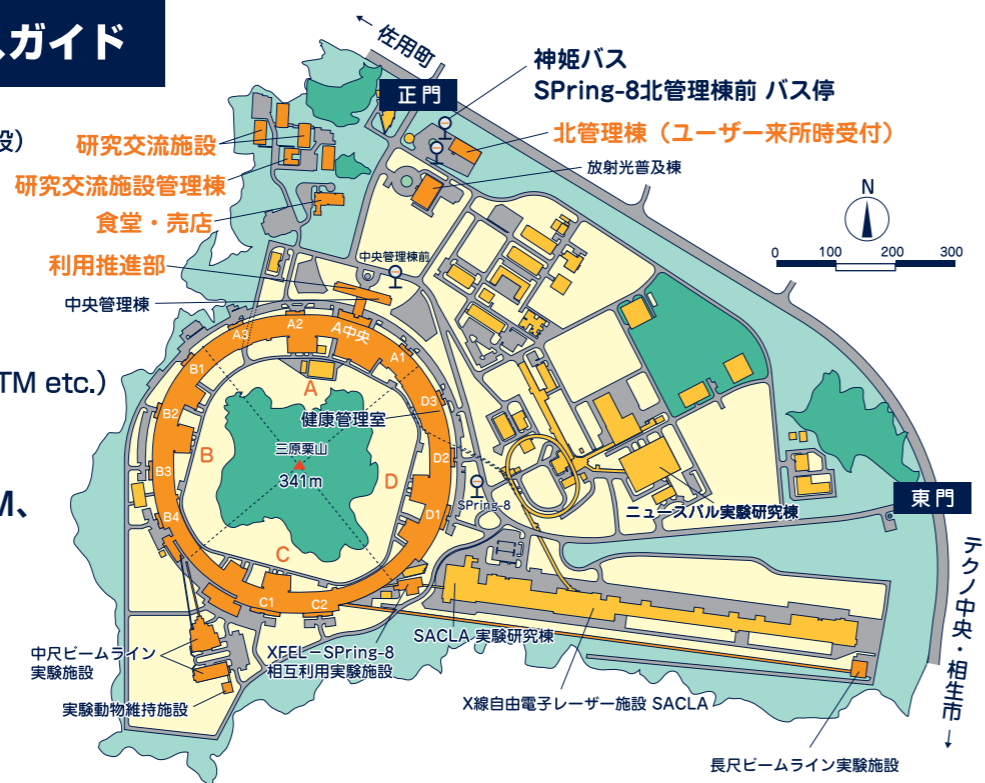 ガイド
設)
TM etc.)
M、
佐用町
正門
神姫バス
SPring-8北管理棟前 バス停
北管理棟（ユーザー来所時受付）
放射光普及棟
研究交流施設
研究交流施設管理棟
食堂・売店
利用推進部
中央管理棟
中央管理棟前
N
0 100 200 300
A3
A2
A中央
A1
B1
B2
B3
B4
D3
D2
D1
C1
C2
A
B
C
D
健康管理室
三原栗山
341m
SPring-8
ニュースバル実験研究棟
東門
テクノ中央・相生市
中尺ビームライン
実験施設
実験動物維持施設
XFEL－SPring-8
相互利用実験施設
SACLA 実験研究棟
X線自由電子レーザー施設 SACLA
長尺ビームライン実験施設